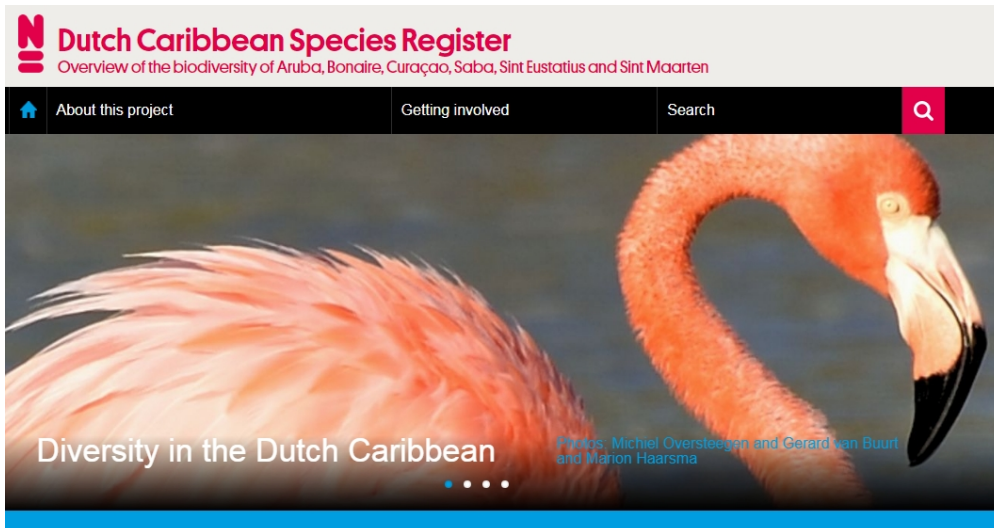 Dutch Caribbean Species Register
Overview of the biodiversity of Aruba, Bonaire, Curaçao, Saba, Sint Eustatius and Sint Maarten
About this project
Getting involved
Search
Diversity in the Dutch Caribbean
Photos: Michiel Oversteegen and Gerard van Buurt
and Marion Haarsma